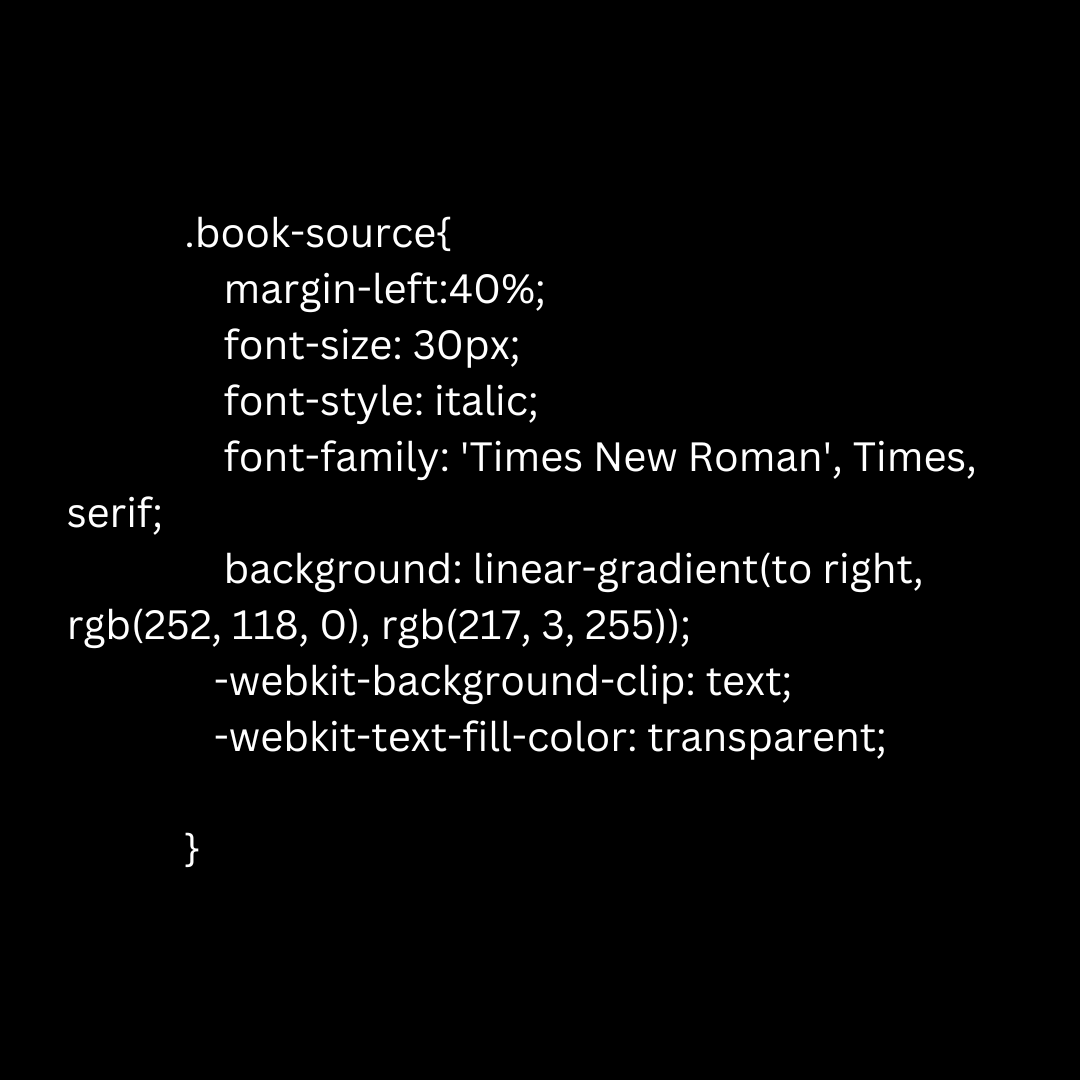 .book-source{
margin-left:40%;
font-size: 30px;
font-style: italic;
font-family: 'Times New Roman', Times,
serif;
background: linear-gradient(to right,
rgb(252, 118, 0), rgb(217, 3, 255));
-webkit-background-clip: text;
-webkit-text-fill-color: transparent;
}